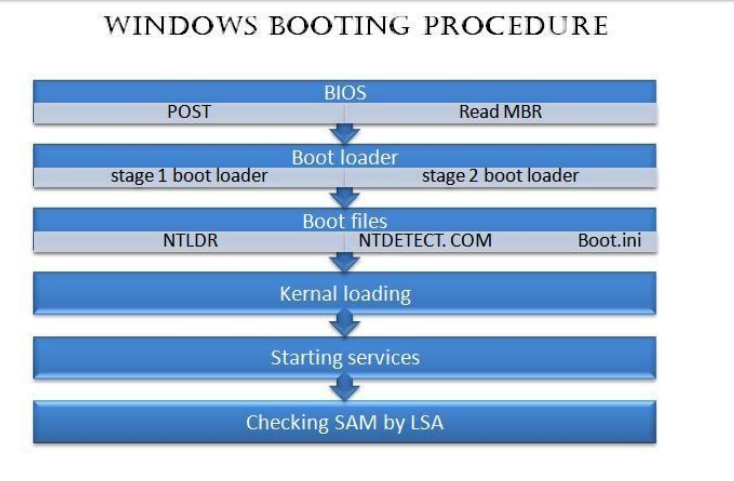 WINDOWS BOOTING PROCEDURE
BIOS
POST Read MBR
Boot loader
stage 1 boot loader stage 2 boot loader
Boot files
NTLDR NTDETECT. COM Boot.ini
Kernal loading
Starting services
Checking SAM by LSA